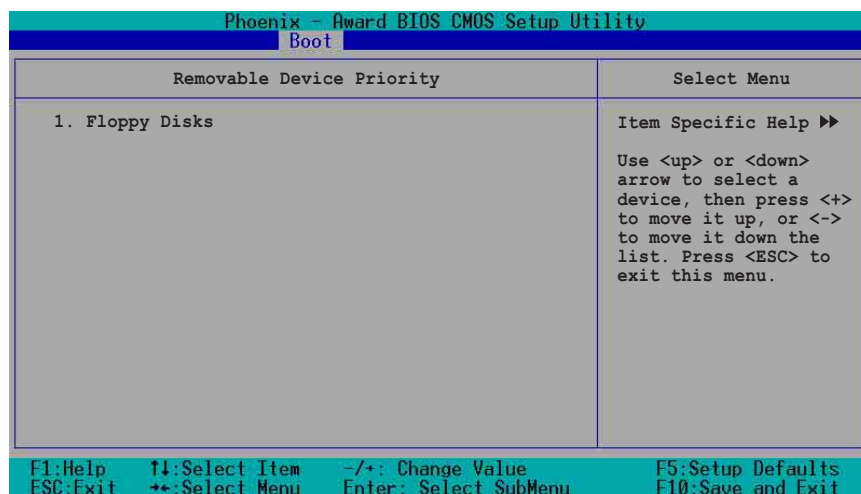 Phoenix - Award BIOS CMOS Setup Utility
Boot
Removable Device Priority
Select Menu
1. Floppy Disks
Item Specific Help ►►
Use <up> or <down>
arrow to select a
device, then press <+>
to move it up, or <->
to move it down the
list. Press <ESC> to
exit this menu.
F1:Help ↑↓:Select Item -/+: Change Value F5:Setup Defaults
ESC:Exit →←:Select Menu Enter: Select SubMenu F10:Save and Exit